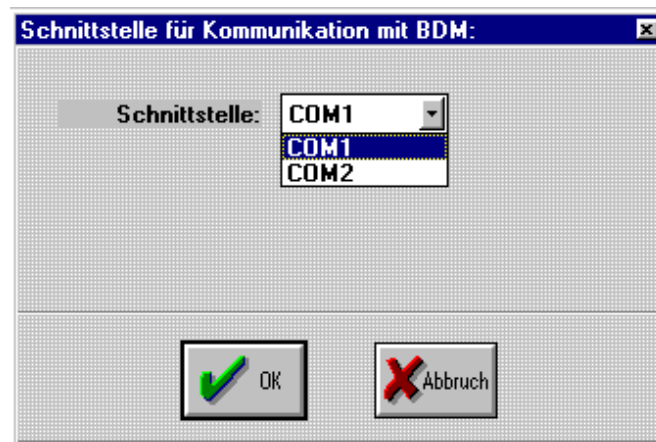 Schnittstelle für Kommunikation mit BDM:
Schnittstelle: COM1
COM1
COM2
OK Abbruch